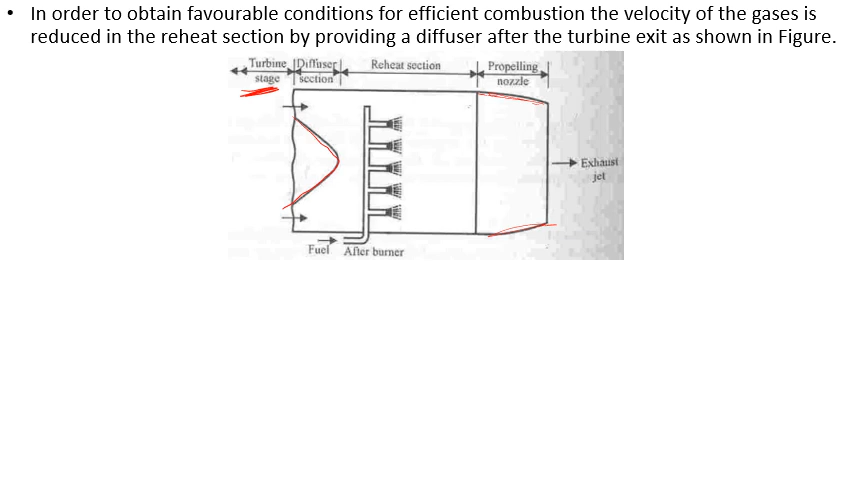 • In order to obtain favourable conditions for efficient combustion the velocity of the gases is
reduced in the reheat section by providing a diffuser after the turbine exit as shown in Figure.
Turbine Diffuser Reheat section Propelling
stage section nozzle
Exhaust
jet
Fuel After burner